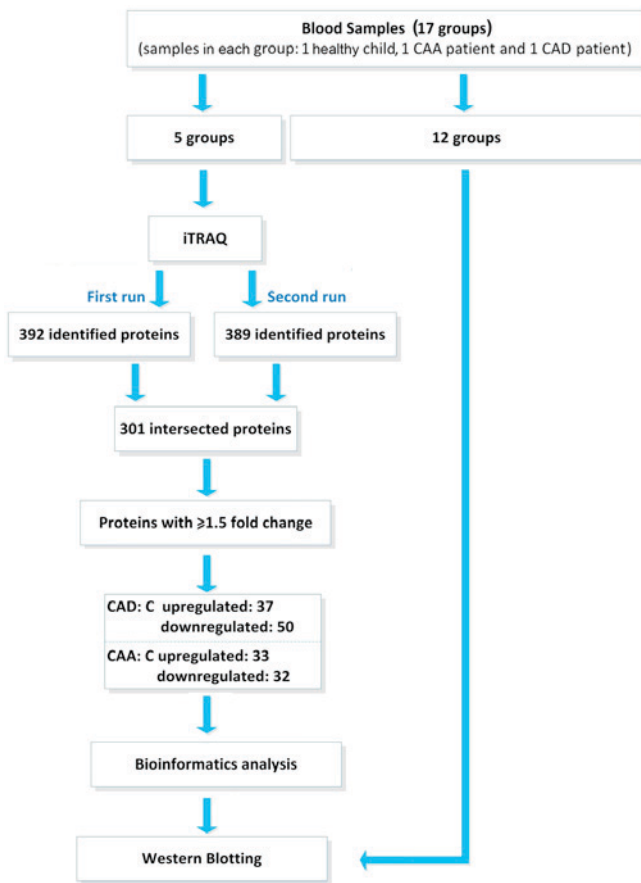 Blood Samples (17 groups)
(samples in each group: 1 healthy child, 1 CAA patient and 1 CAD patient)
5 groups
12 groups
iTRAQ
First run
Second run
392 identified proteins
389 identified proteins
301 intersected proteins
Proteins with ⩾1.5 fold change
CAD: C upregulated: 37
downregulated: 50
CAA: C upregulated: 33
downregulated: 32
Bioinformatics analysis
Western Blotting